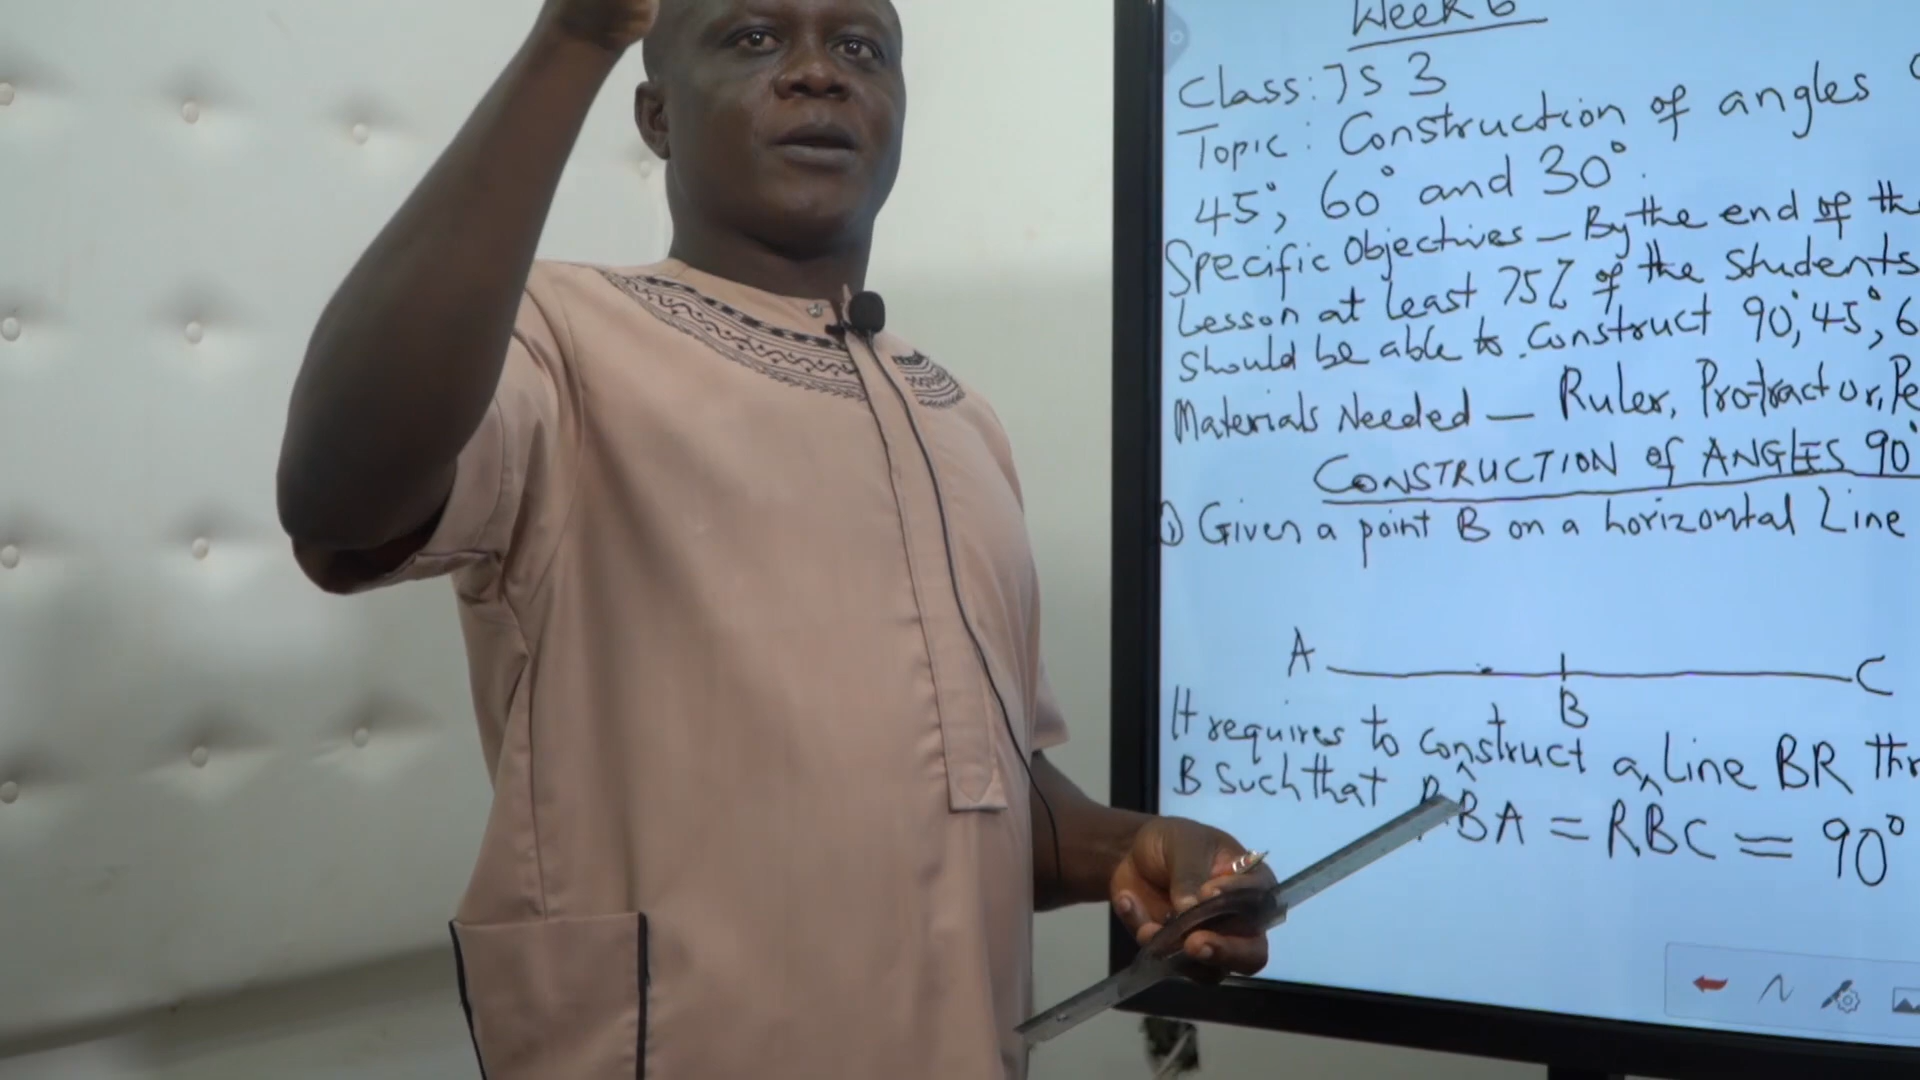 Week 6
Class: JS 3
Topic: Construction of angles
45°, 60° and 30°.
Specific Objectives – By the end of the
Lesson at least 75% of the students
should be able to construct 90°, 45°, 6
Materials Needed – Ruler, Protractor, Pe
CONSTRUCTION of ANGLES 90°
① Given a point B on a horizontal Line
A C
B
It requires to construct a Line BR thr
B such that BA = RBC = 90°